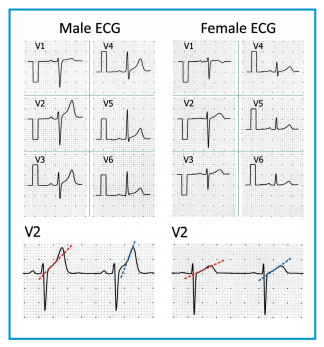 Male ECG Female ECG
V1 V4 V1 V4
V2 V5 V2 V5
V3 V6 V3 V6
V2 V2